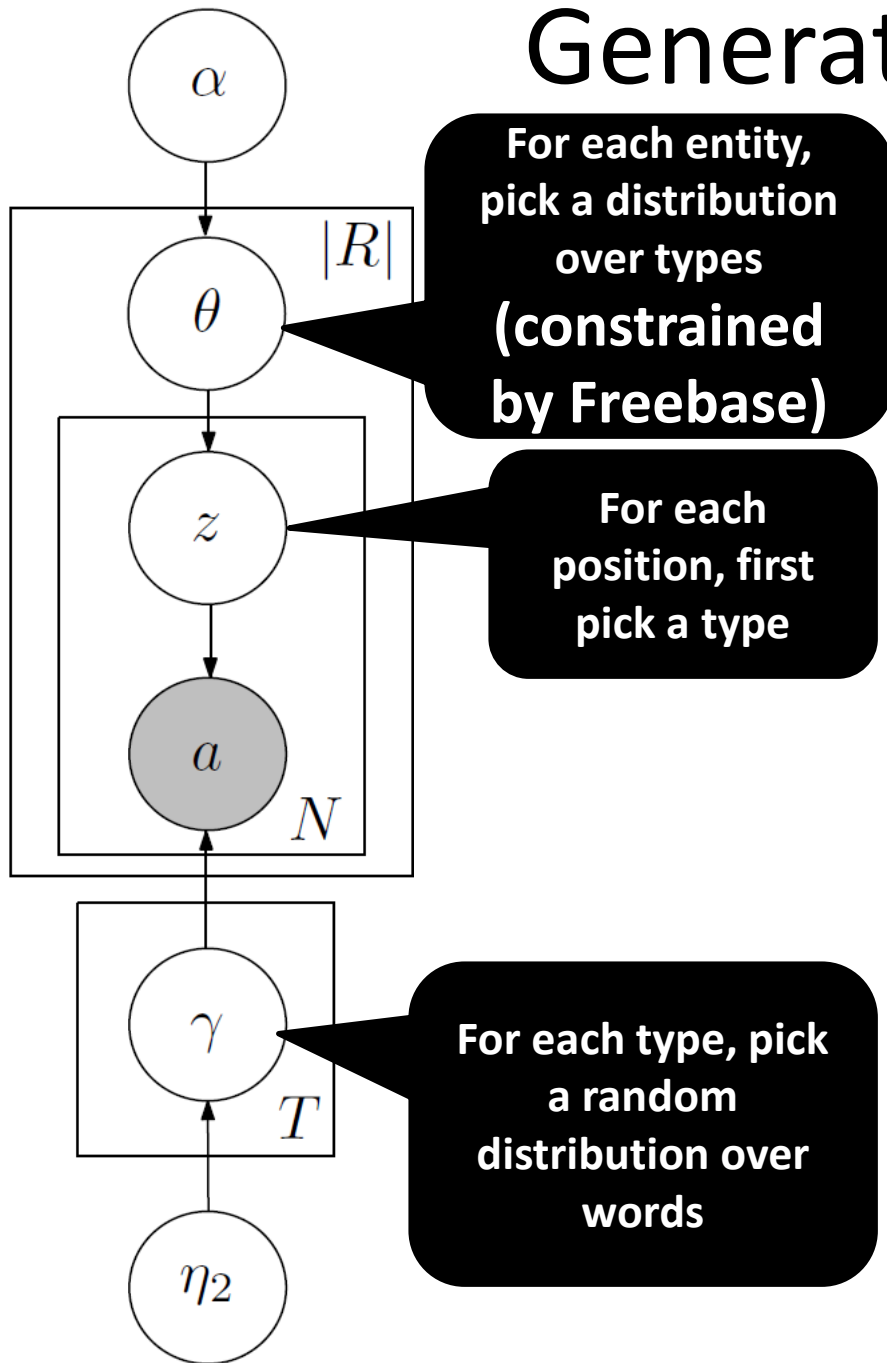 Generat
α
For each entity,
pick a distribution
over types
(constrained
by Freebase)
|R|
θ
z
For each
position, first
pick a type
a
N
γ
T
For each type, pick
a random
distribution over
words
η₂